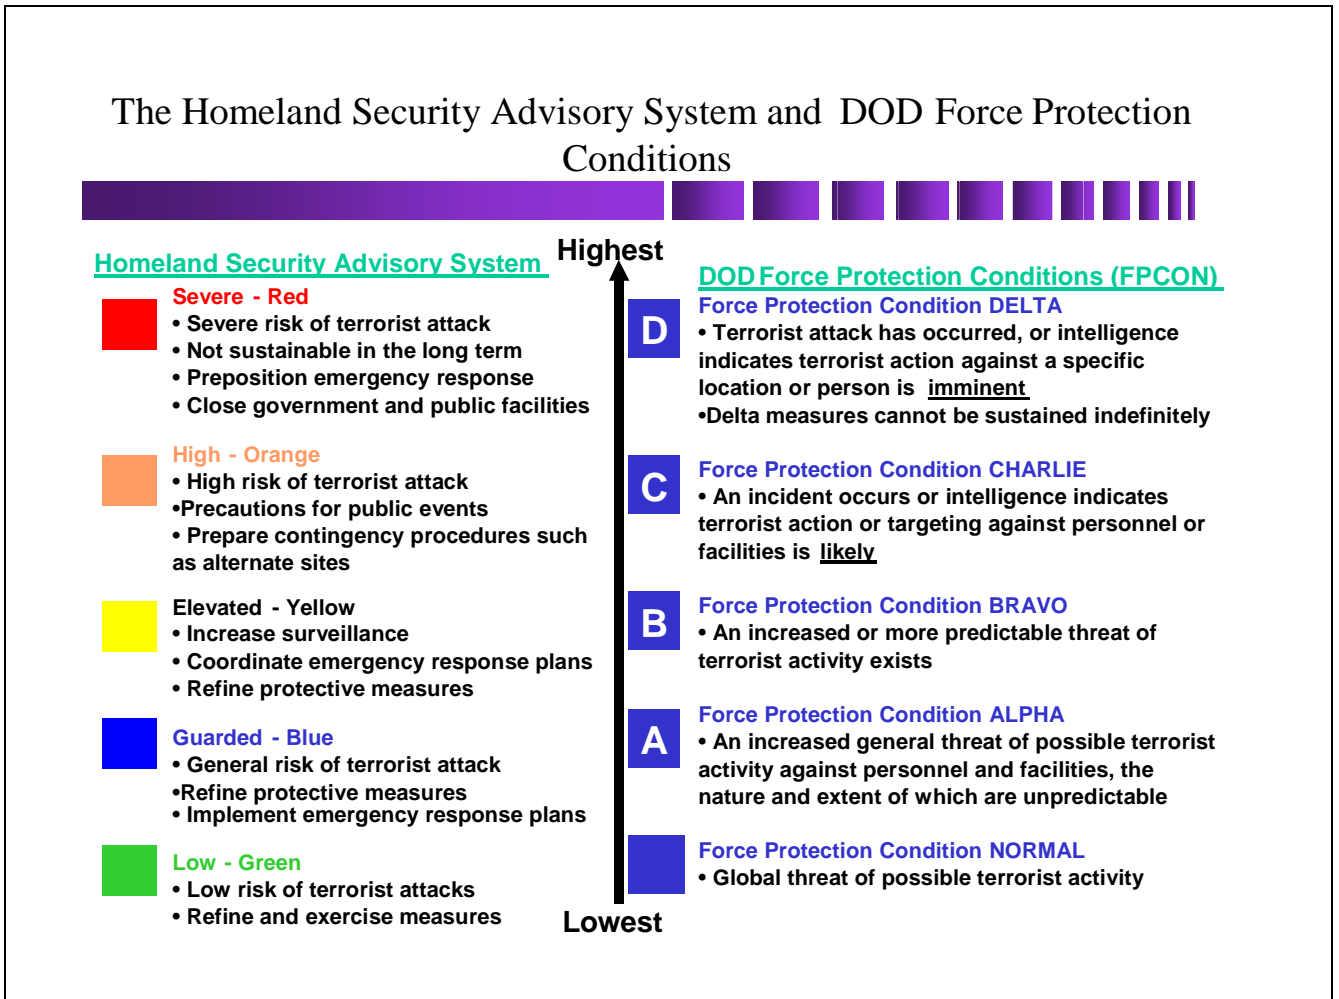 The Homeland Security Advisory System and DOD Force Protection
Conditions
Highest
Homeland Security Advisory System
Severe - Red
• Severe risk of terrorist attack
• Not sustainable in the long term
• Preposition emergency response
• Close government and public facilities
High - Orange
• High risk of terrorist attack
•Precautions for public events
• Prepare contingency procedures such
as alternate sites
Elevated - Yellow
• Increase surveillance
• Coordinate emergency response plans
• Refine protective measures
Guarded - Blue
• General risk of terrorist attack
•Refine protective measures
• Implement emergency response plans
Low - Green
• Low risk of terrorist attacks
• Refine and exercise measures
Lowest
DOD Force Protection Conditions (FPCON)
D
Force Protection Condition DELTA
• Terrorist attack has occurred, or intelligence
indicates terrorist action against a specific
location or person is imminent
•Delta measures cannot be sustained indefinitely
C
Force Protection Condition CHARLIE
• An incident occurs or intelligence indicates
terrorist action or targeting against personnel or
facilities is likely
B
Force Protection Condition BRAVO
• An increased or more predictable threat of
terrorist activity exists
A
Force Protection Condition ALPHA
• An increased general threat of possible terrorist
activity against personnel and facilities, the
nature and extent of which are unpredictable
Force Protection Condition NORMAL
• Global threat of possible terrorist activity